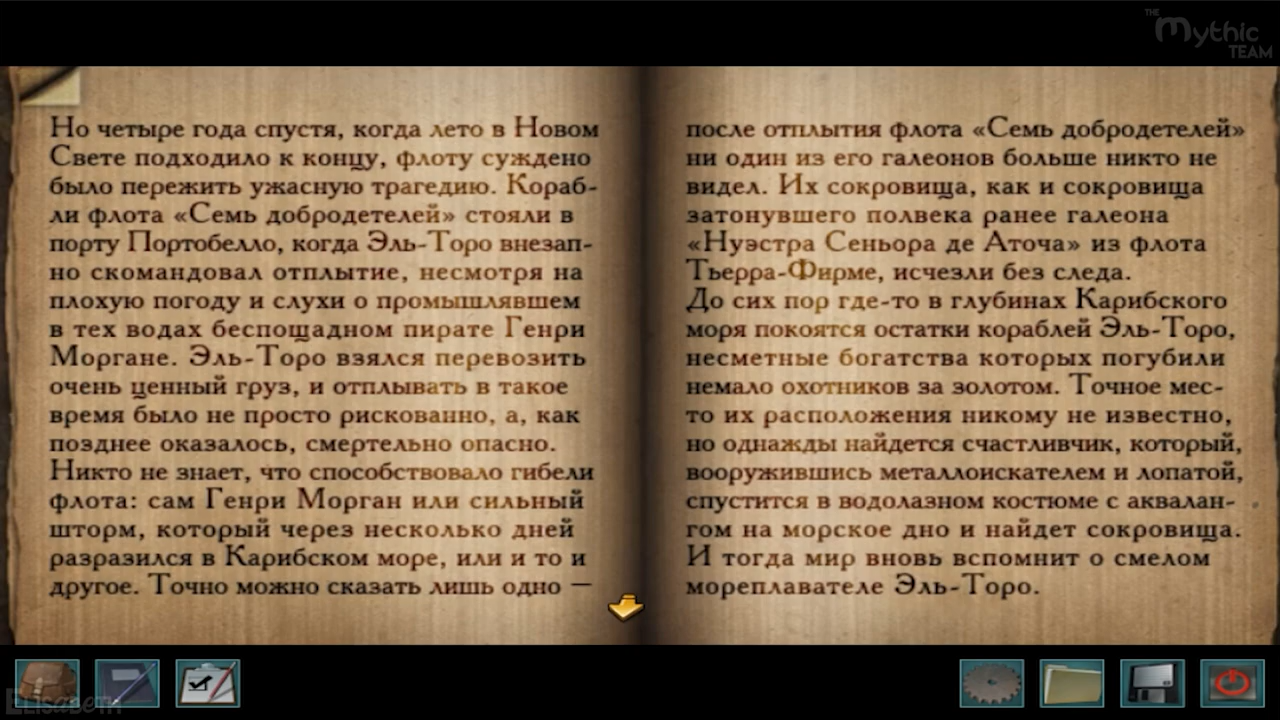 THE
Mythic
TEAM
Но четыре года спустя, когда лето в Новом
Свете подходило к концу, флоту суждено
было пережить ужасную трагедию. Кораб-
ли флота «Семь добродетелей» стояли в
порту Портобелло, когда Эль-Торо внезап-
но скомандовал отплытие, несмотря на
плохую погоду и слухи о промышлявшем
в тех водах беспощадном пирате Генри
Моргане. Эль-Торо взялся перевозить
очень ценный груз, и отплывать в такое
время было не просто рискованно, а, как
позднее оказалось, смертельно опасно.
Никто не знает, что способствовало гибели
флота: сам Генри Морган или сильный
шторм, который через несколько дней
разразился в Карибском море, или и то и
другое. Точно можно сказать лишь одно –
после отплытия флота «Семь добродетелей»
ни один из его галеонов больше никто не
видел. Их сокровища, как и сокровища
затонувшего полвека ранее галеона
«Нуэстра Сеньора де Аточа» из флота
Тьерра-Фирме, исчезли без следа.
До сих пор где-то в глубинах Карибского
моря покоятся остатки кораблей Эль-Торо,
несметные богатства которых погубили
немало охотников за золотом. Точное мес-
то их расположения никому не известно,
но однажды найдется счастливчик, который,
вооружившись металлоискателем и лопатой,
спустится в водолазном костюме с аквалан-
гом на морское дно и найдет сокровища.
И тогда мир вновь вспомнит о смелом
мореплавателе Эль-Торо.
ELisabeTH